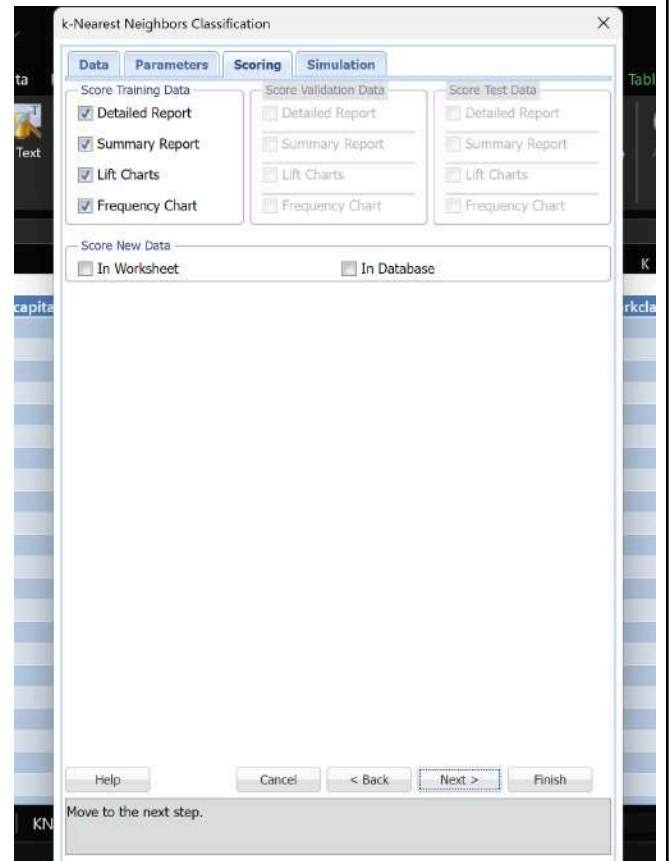 k-Nearest Neighbors Classification
Data Parameters Scoring Simulation
Score Training Data
Detailed Report
Summary Report
Lift Charts
Frequency Chart
Score Validation Data
Detailed Report
Summary Report
Lift Charts
Frequency Chart
Score Test Data
Detailed Report
Summary Report
Lift Charts
Frequency Chart
Score New Data
In Worksheet In Database
Help Cancel < Back Next > Finish
Move to the next step.
ta
Text
capita
KN
Tabl
K
rkcla